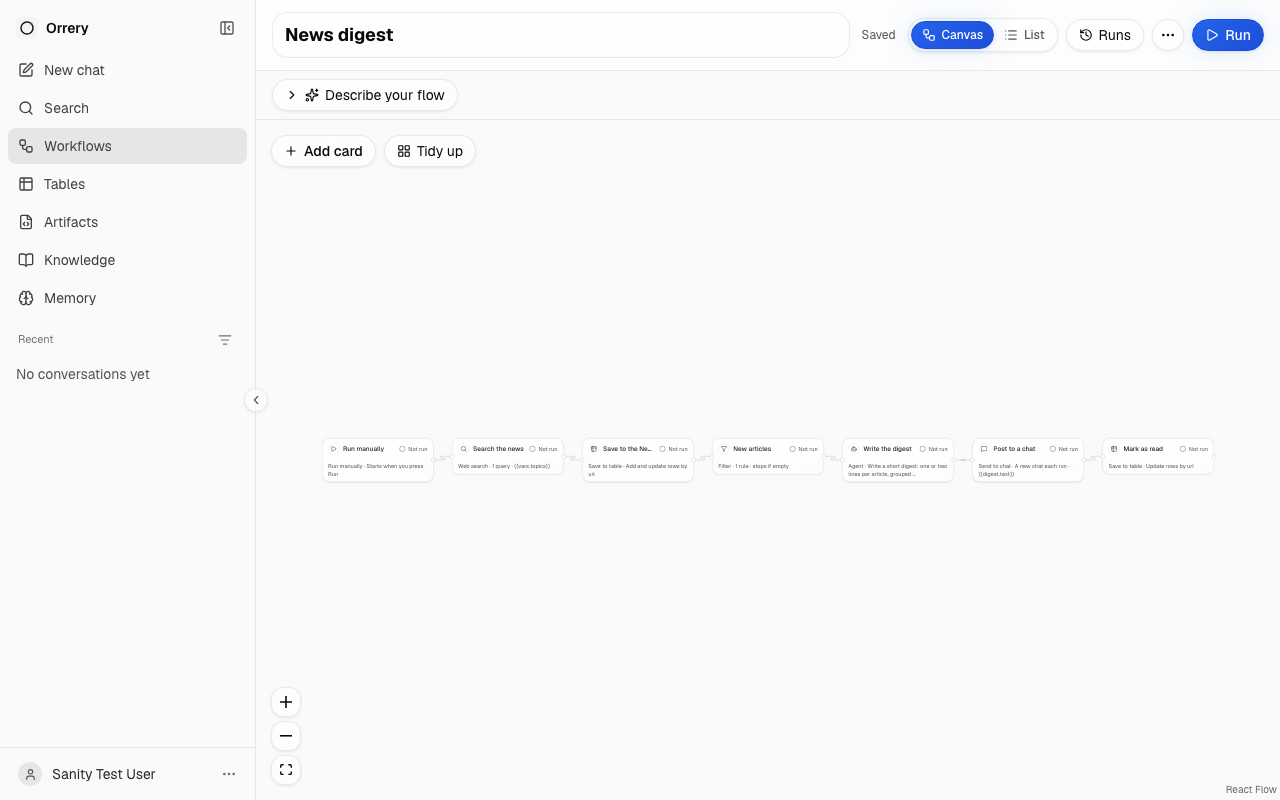 Orrery
New chat
Search
Workflows
Tables
Artifacts
Knowledge
Memory
Recent
No conversations yet
Sanity Test User
News digest
Saved
Canvas
List
Runs
Run
Describe your flow
Add card
Tidy up
Run manually
Not run
Run manually · Starts when you press
Run
Search the news
Not run
Web search · 1 query · {{vars.topics}}
Save to the Ne...
Not run
Save to table · Add and update rows by
url
New articles
Not run
Filter · 1 rule · stops if empty
Write the digest
Not run
Agent · Write a short digest: one or two
lines per article, grouped ...
Post to a chat
Not run
Send to chat · A new chat each run ·
{{digest.text}}
Mark as read
Not run
Save to table · Update rows by url
React Flow